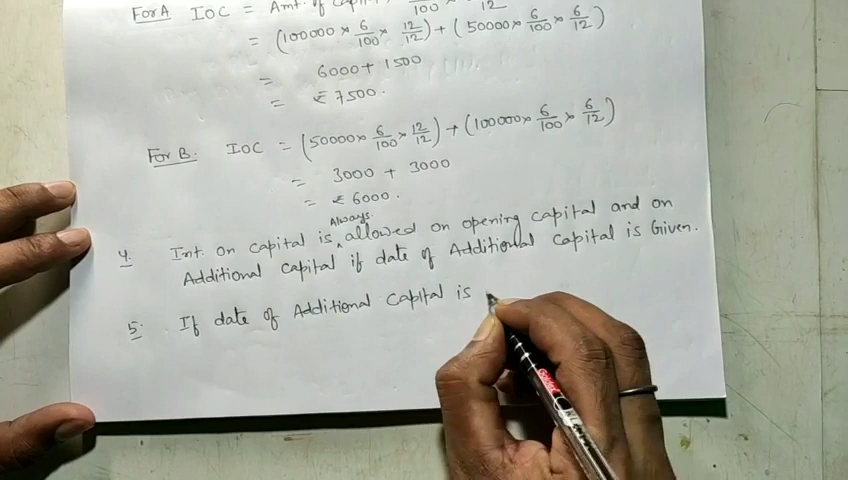 For A IOC = Amt. of Capit 100 × 12
= (100000 × 6/100 × 12/12) + (50000 × 6/100 × 6/12)
= 6000 + 1500
= ₹ 7500.
For B. IOC = (50000 × 6/100 × 12/12) + (100000 × 6/100 × 6/12)
= 3000 + 3000
= ₹ 6000.
4. Int. on capital is Always allowed on opening capital and on
Additional capital if date of Additional Capital is Given.
5. If date of Additional Capital is